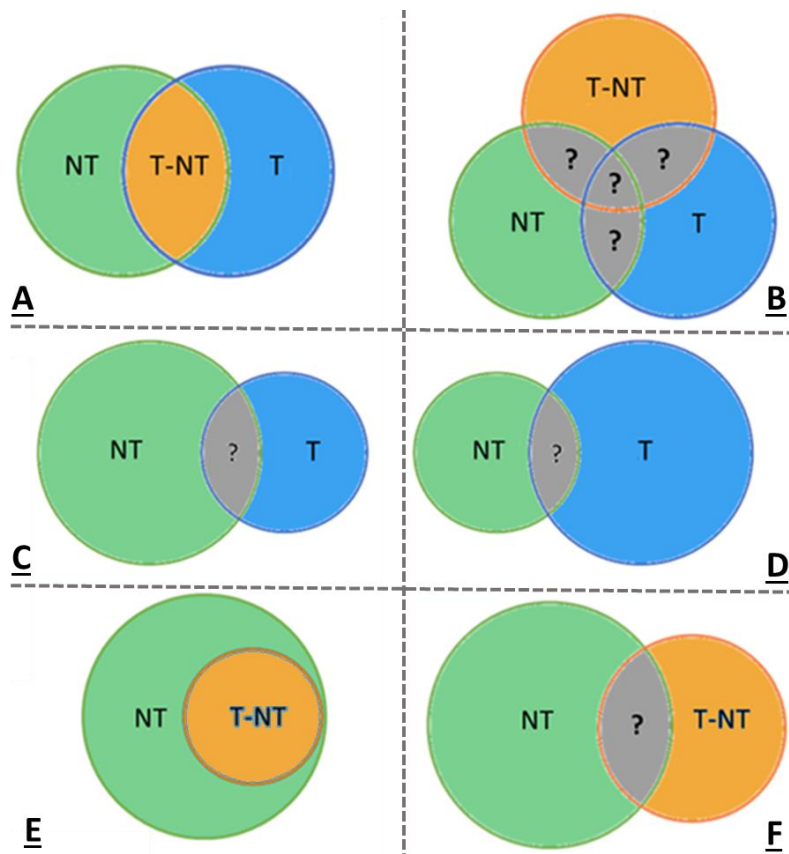 NT T-NT T
A
T-NT
? ?
?
NT T
?
B
NT ? T
C
NT ? T
D
NT T-NT
E
NT ? T-NT
F